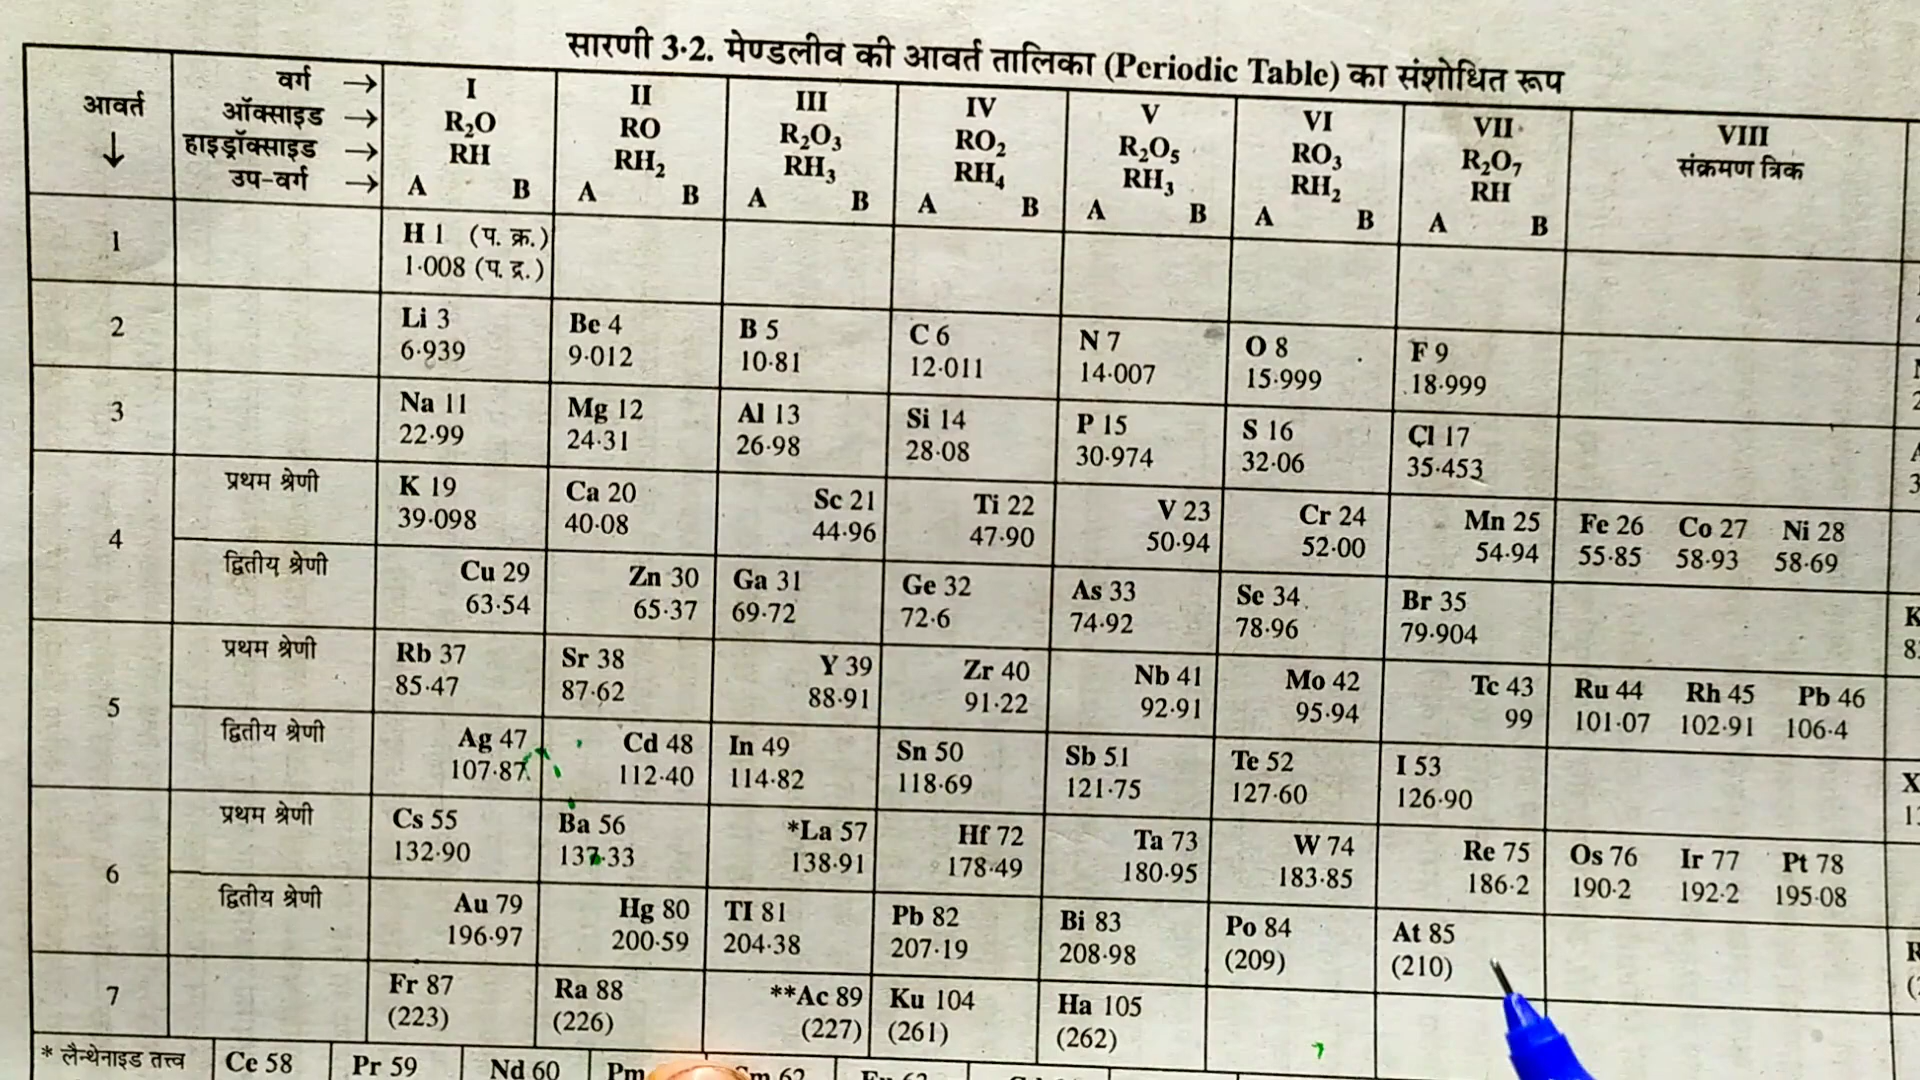 सारणी 3·2. मेण्डलीव की आवर्त तालिका (Periodic Table) का संशोधित रूप
आवर्त ↓
वर्ग → I II III IV V VI VII VIII
ऑक्साइड → R₂O RO R₂O₃ RO₂ R₂O₅ RO₃ R₂O₇ संक्रमण त्रिक
हाइड्रॉक्साइड → RH RH₂ RH₃ RH₄ RH₃ RH₂ RH
उप-वर्ग → A B A B A B A B A B A B A B
1 H 1 (प. क्र.)
1·008 (प. द्र.)
2 Li 3 Be 4 B 5 C 6 N 7 O 8 F 9
6·939 9·012 10·81 12·011 14·007 15·999 18·999
3 Na 11 Mg 12 Al 13 Si 14 P 15 S 16 Cl 17
22·99 24·31 26·98 28·08 30·974 32·06 35·453
4 प्रथम श्रेणी K 19 Ca 20 Sc 21 Ti 22 V 23 Cr 24 Mn 25 Fe 26 Co 27 Ni 28
39·098 40·08 44·96 47·90 50·94 52·00 54·94 55·85 58·93 58·69
द्वितीय श्रेणी Cu 29 Zn 30 Ga 31 Ge 32 As 33 Se 34 Br 35
63·54 65·37 69·72 72·6 74·92 78·96 79·904
5 प्रथम श्रेणी Rb 37 Sr 38 Y 39 Zr 40 Nb 41 Mo 42 Tc 43 Ru 44 Rh 45 Pb 46
85·47 87·62 88·91 91·22 92·91 95·94 99 101·07 102·91 106·4
द्वितीय श्रेणी Ag 47 Cd 48 In 49 Sn 50 Sb 51 Te 52 I 53
107·87 112·40 114·82 118·69 121·75 127·60 126·90
6 प्रथम श्रेणी Cs 55 Ba 56 *La 57 Hf 72 Ta 73 W 74 Re 75 Os 76 Ir 77 Pt 78
132·90 137·33 138·91 178·49 180·95 183·85 186·2 190·2 192·2 195·08
द्वितीय श्रेणी Au 79 Hg 80 TI 81 Pb 82 Bi 83 Po 84 At 85
196·97 200·59 204·38 207·19 208·98 (209) (210)
7 Fr 87 Ra 88 **Ac 89 Ku 104 Ha 105
(223) (226) (227) (261) (262)
* लैन्थेनाइड तत्त्व Ce 58 Pr 59 Nd 60 Pm